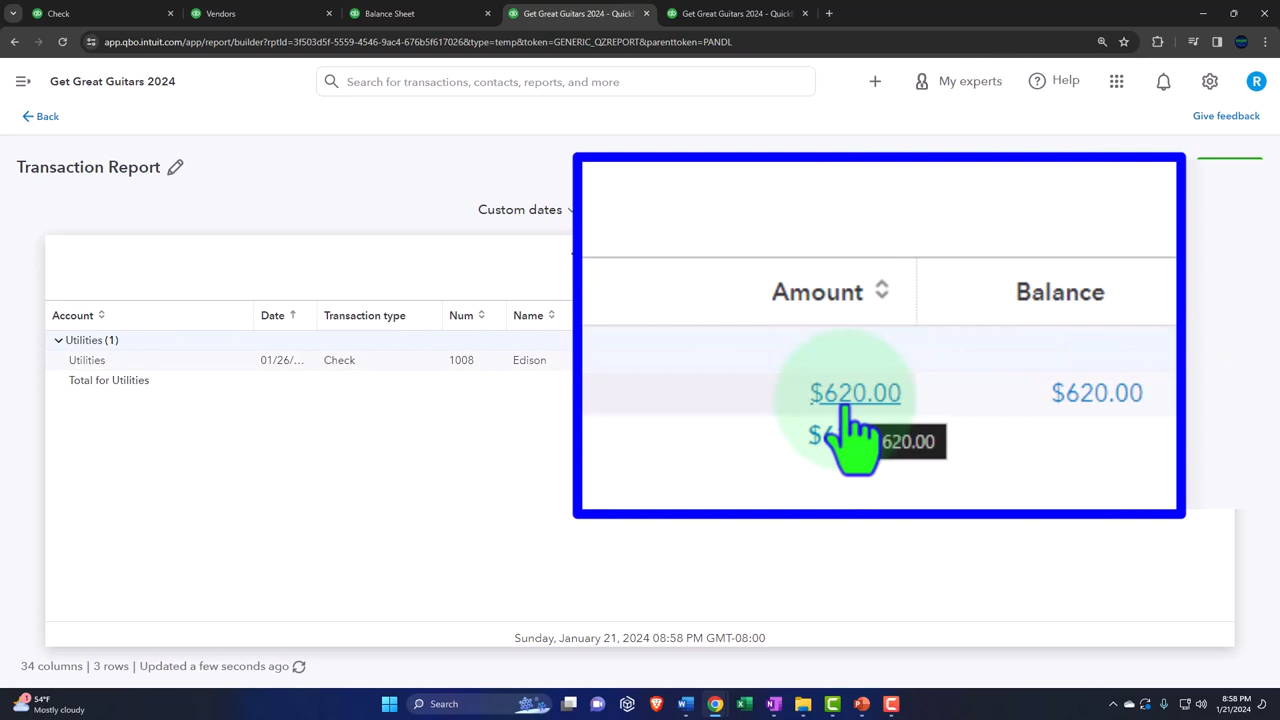 Check
Vendors
Balance Sheet
Get Great Guitars 2024 - QuickB
Get Great Guitars 2024 - QuickB
app.qbo.intuit.com/app/report/builder?rptId=3f503d5f-5559-4546-9ac4-676b5f617026&type=temp&token=GENERIC_QZREPORT&parenttoken=PANDL
Get Great Guitars 2024
Search for transactions, contacts, reports, and more
My experts
Help
R
Back
Give feedback
Transaction Report
Custom dates
Account
Date
Transaction type
Num
Name
Amount
Balance
Utilities (1)
Utilities
01/26/...
Check
1008
Edison
$620.00
$620.00
Total for Utilities
620.00
Sunday, January 21, 2024 08:58 PM GMT-08:00
34 columns | 3 rows | Updated a few seconds ago
54°F
Mostly cloudy
Search
8:58 PM
1/21/2024